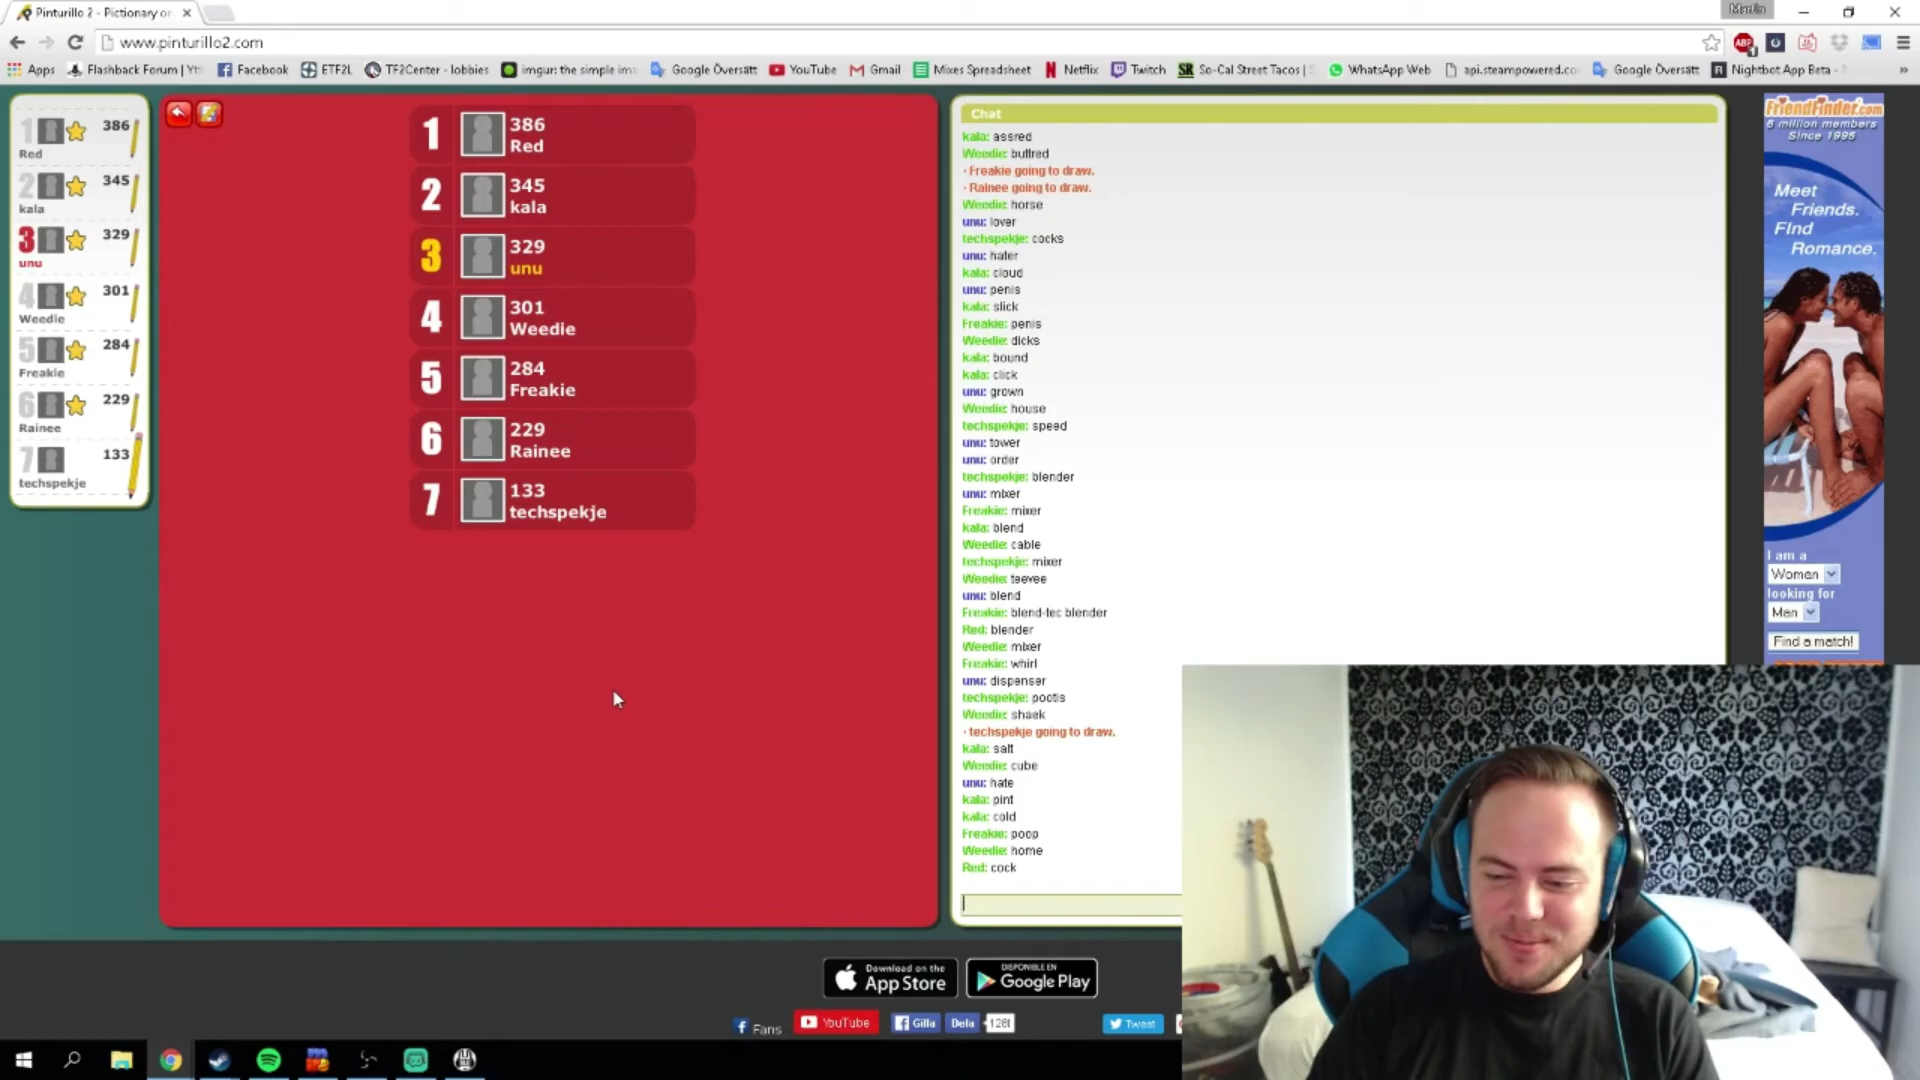 Pinturillo 2 - Pictionary or
Martin
www.pinturillo2.com
ABP
Apps
Flashback Forum | Ytt
Facebook
ETF2L
TF2Center - lobbies
imgur: the simple im
Google Översätt
YouTube
Gmail
Mixes Spreadsheet
Netflix
Twitch
So-Cal Street Tacos |
WhatsApp Web
api.steampowered.co
Google Översätt
Nightbot App Beta -
1 386
Red
2 345
kala
3 329
unu
4 301
Weedie
5 284
Freakie
6 229
Rainee
7 133
techspekje
1 386
Red
2 345
kala
3 329
unu
4 301
Weedie
5 284
Freakie
6 229
Rainee
7 133
techspekje
Chat
kala: assred
Weedie: buttred
· Freakie going to draw.
· Rainee going to draw.
Weedie: horse
unu: lover
techspekje: cocks
unu: hater
kala: cloud
unu: penis
kala: slick
Freakie: penis
Weedie: dicks
kala: bound
kala: click
unu: grown
Weedie: house
techspekje: speed
unu: tower
unu: order
techspekje: blender
unu: mixer
Freakie: mixer
kala: blend
Weedie: cable
techspekje: mixer
Weedie: teevee
unu: blend
Freakie: blend-tec blender
Red: blender
Weedie: mixer
Freakie: whirl
unu: dispenser
techspekje: pootis
Weedie: shaek
· techspekje going to draw.
kala: salt
Weedie: cube
unu: hate
kala: pint
kala: cold
Freakie: poop
Weedie: home
Red: cock
FriendFinder.com
6 million members
Since 1995
Meet
Friends.
FInd
Romance.
I am a
Woman
looking for
Man
Find a match!
Download on the
App Store
DISPONIBLE EN
Google Play
Fans
YouTube
Gilla
Dela
1261
Tweet